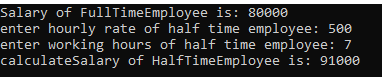 Salary of FullTimeEmployee is: 80000
enter hourly rate of half time employee: 500
enter working hours of half time employee: 7
calculateSalary of HalfTimeEmployee is: 91000